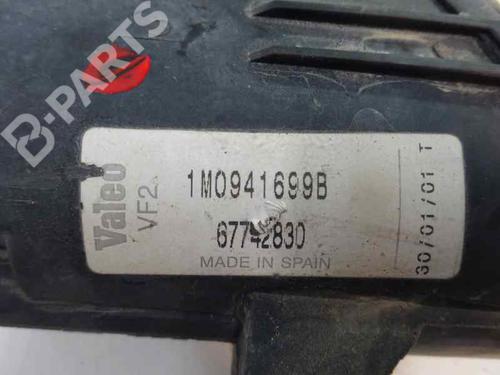 B-PARTS
Valeo
VF2
1M0941699B
67742830
MADE IN SPAIN
30/01/01 T